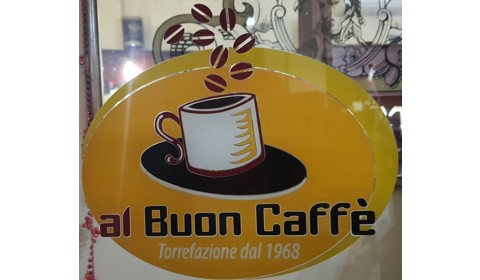 al Buon Caffè
Torrefazione dal 1968